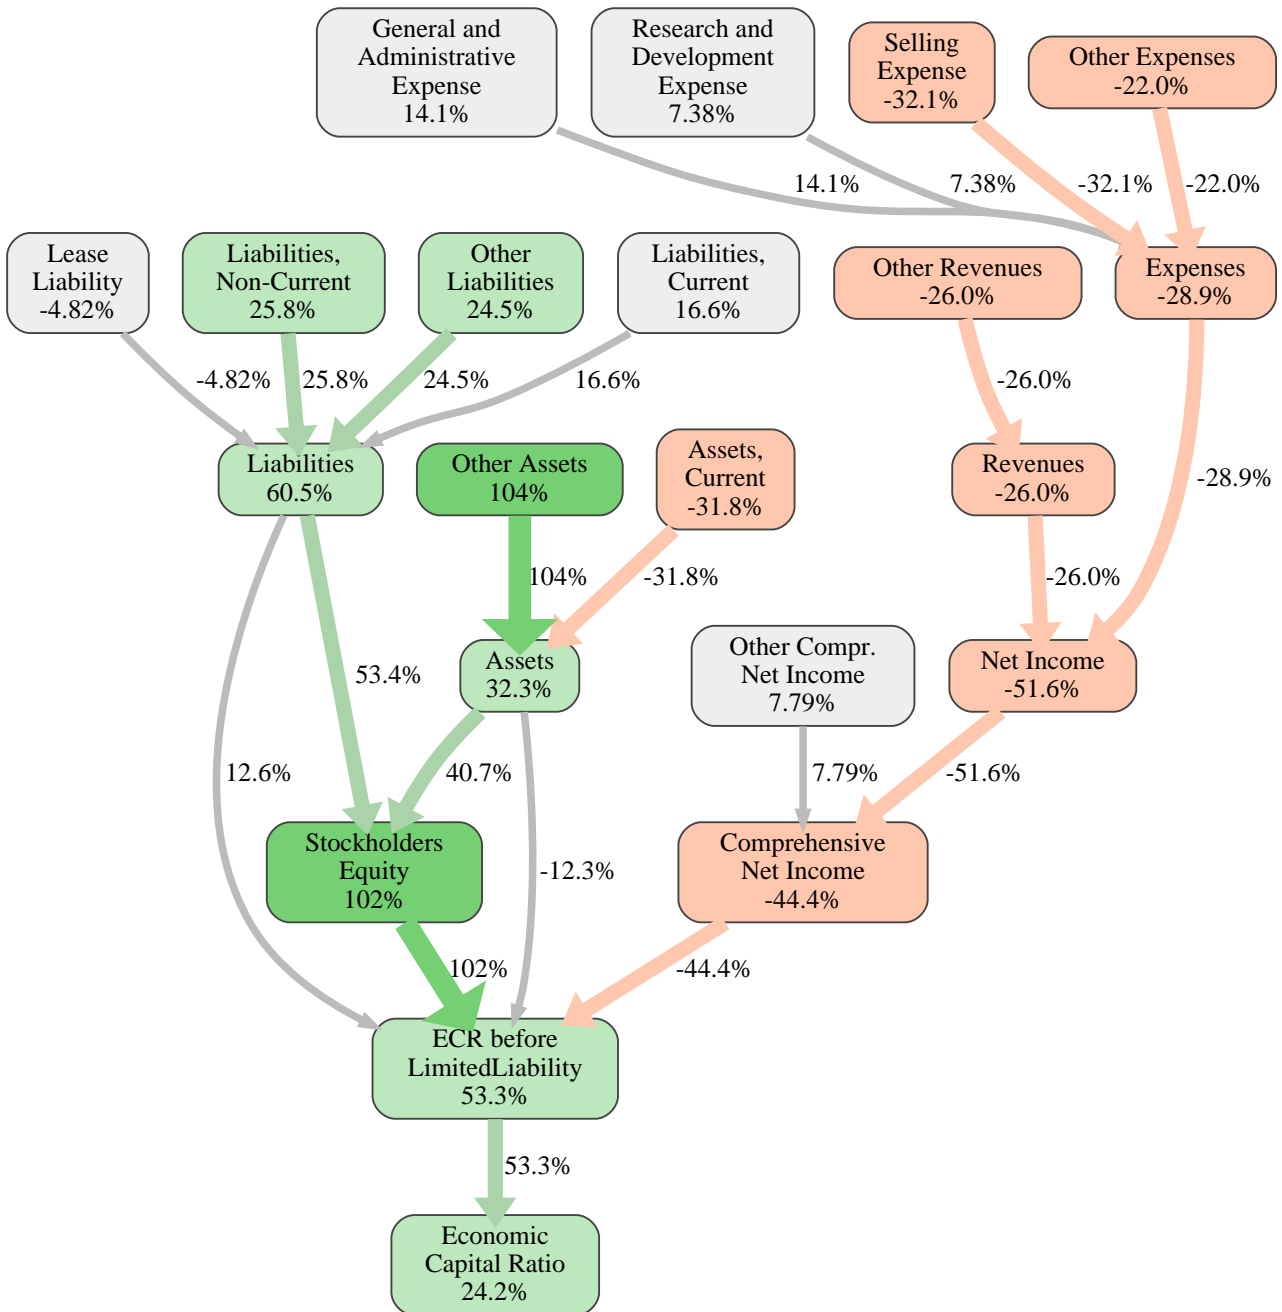 General and
Administrative
Expense
14.1%
Research and
Development
Expense
7.38%
Selling
Expense
-32.1%
Other Expenses
-22.0%
14.1%
7.38%
-32.1%
-22.0%
Lease
Liability
-4.82%
Liabilities,
Non-Current
25.8%
Other
Liabilities
24.5%
Liabilities,
Current
16.6%
Other Revenues
-26.0%
Expenses
-28.9%
-4.82%
25.8%
24.5%
16.6%
-26.0%
-28.9%
Liabilities
60.5%
Other Assets
104%
Assets,
Current
-31.8%
Revenues
-26.0%
104%
-31.8%
-26.0%
53.4%
Assets
32.3%
Other Compr.
Net Income
7.79%
Net Income
-51.6%
12.6%
40.7%
7.79%
-51.6%
Stockholders
Equity
102%
-12.3%
Comprehensive
Net Income
-44.4%
102%
-44.4%
ECR before
LimitedLiability
53.3%
53.3%
Economic
Capital Ratio
24.2%